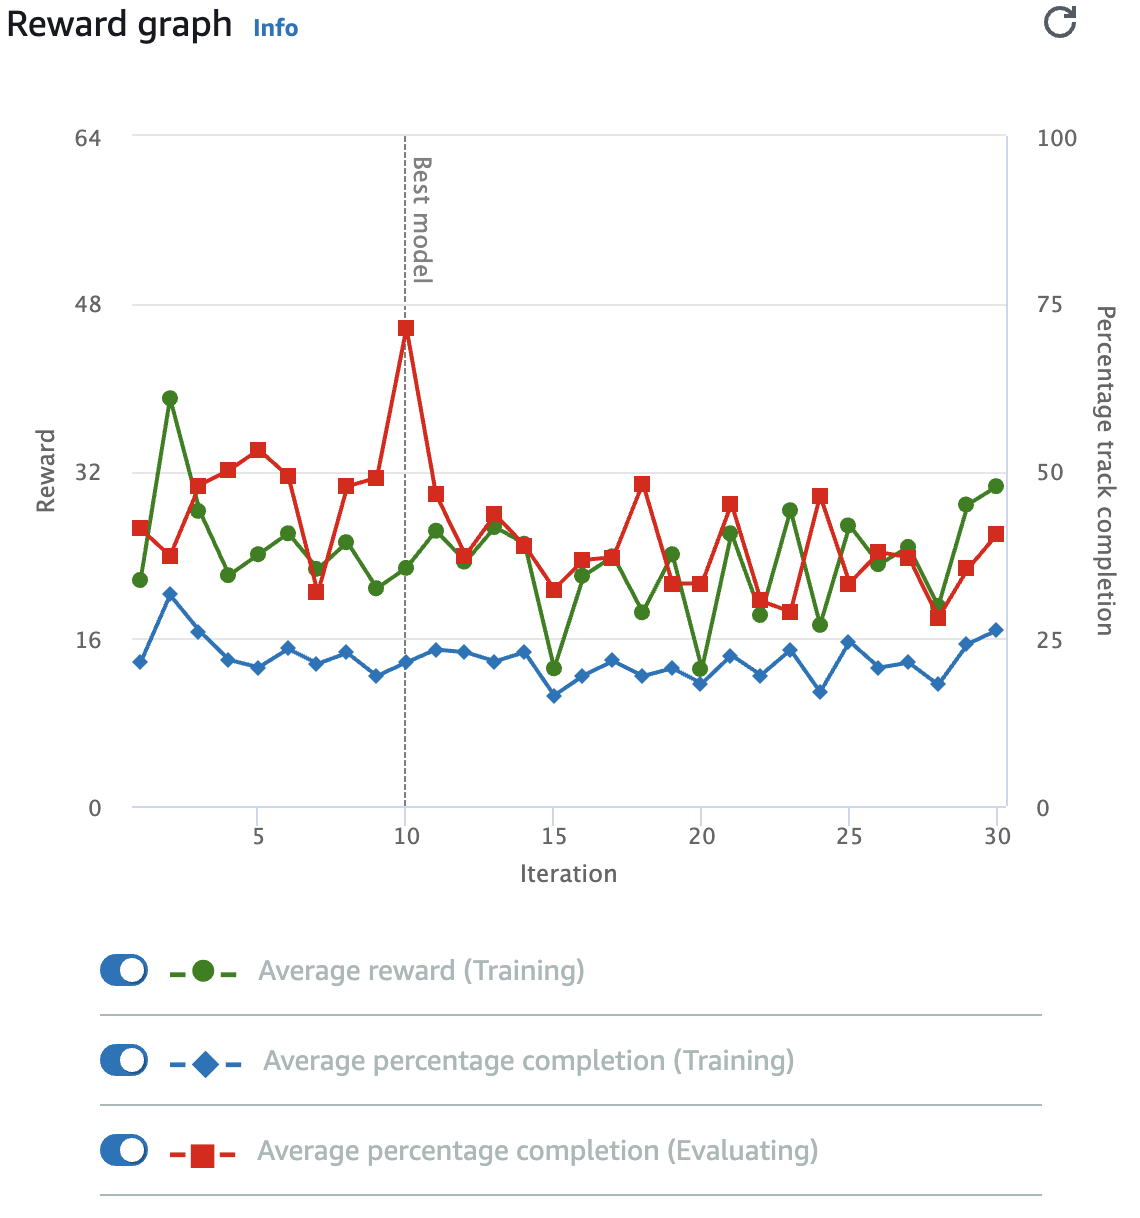 Reward graph Info
64
100
Best model
48
75
Reward
Percentage track completion
32
50
16
25
0
0
5
10
15
20
25
30
Iteration
Average reward (Training)
Average percentage completion (Training)
Average percentage completion (Evaluating)